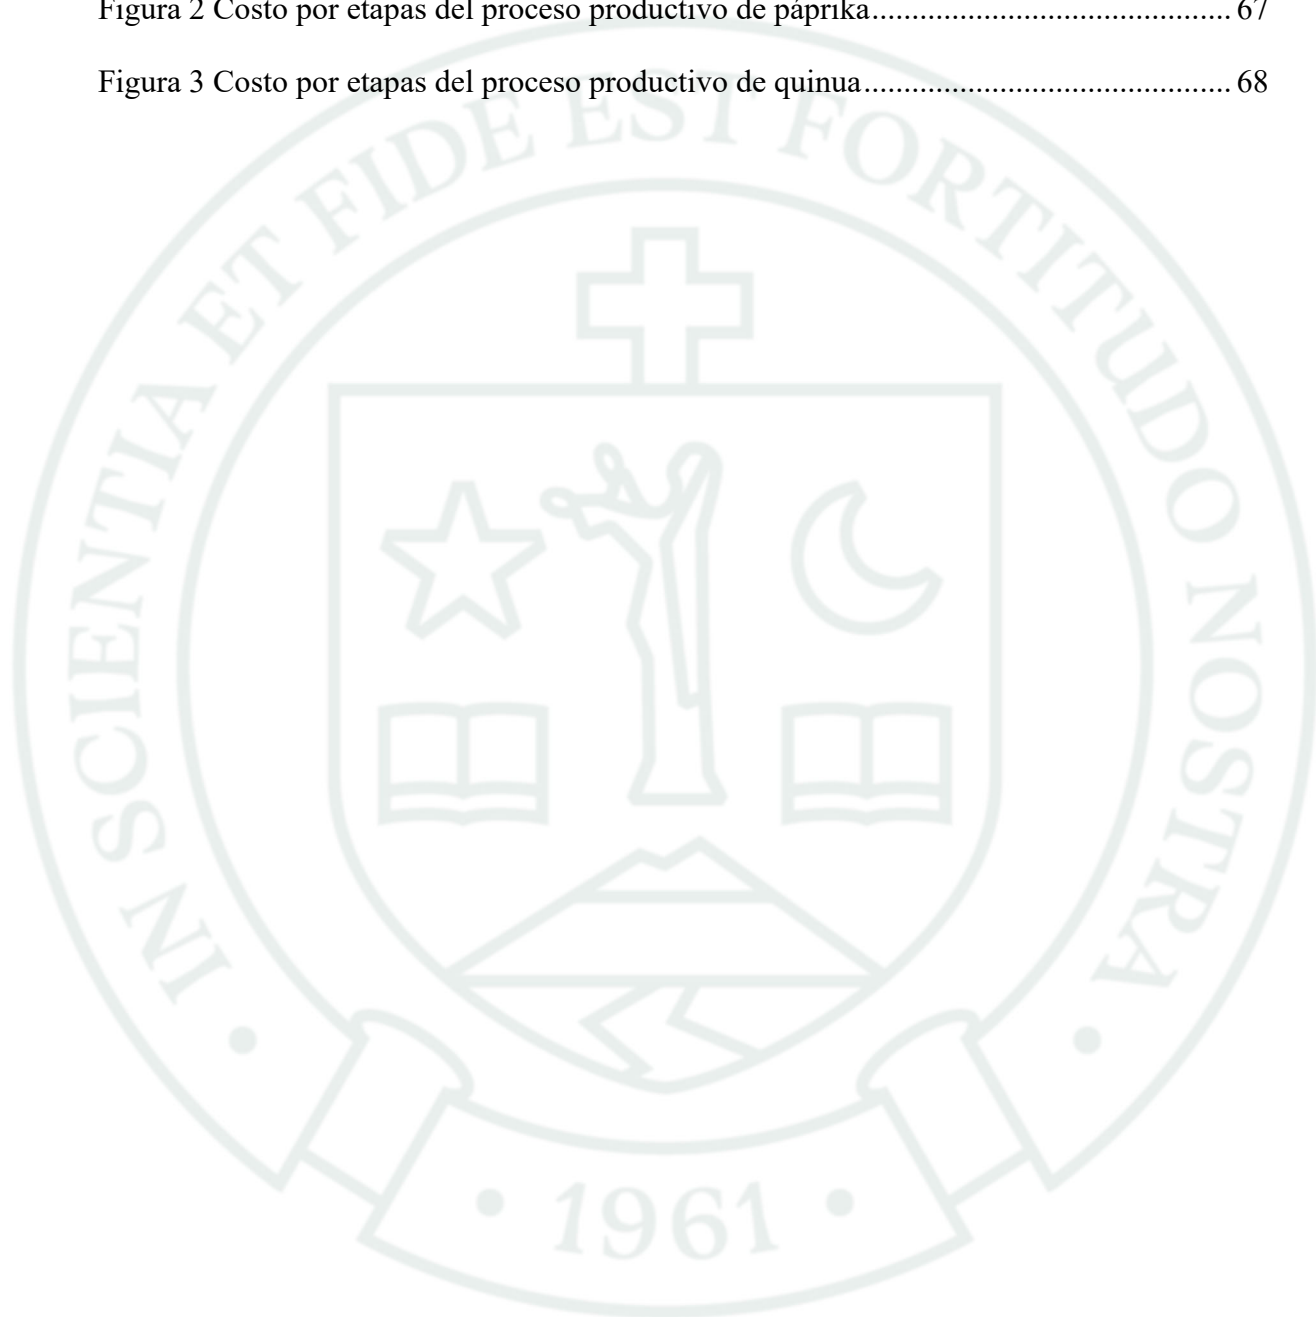 Figura 2 Costo por etapas del proceso productivo de páprika............................................. 67
Figura 3 Costo por etapas del proceso productivo de quinua.............................................. 68
IN SCIENTIA ET FIDE EST FORTITUDO NOSTRA
• 1961 •